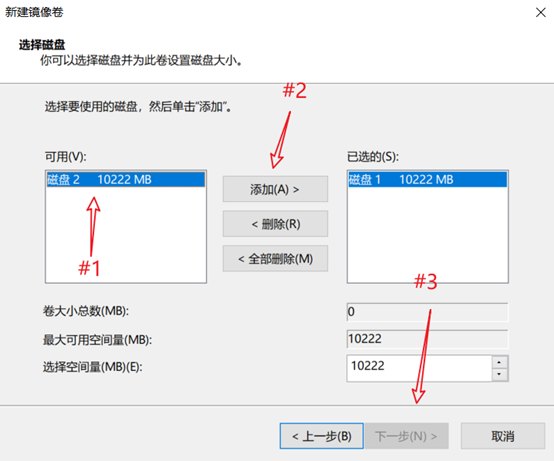 新建镜像卷
选择磁盘
你可以选择磁盘并为此卷设置磁盘大小。
#2
选择要使用的磁盘，然后单击"添加"。
可用(V):
已选的(S):
磁盘 2 10222 MB
添加(A) >
磁盘 1 10222 MB
< 删除(R)
#1
< 全部删除(M)
#3
卷大小总数(MB):
0
最大可用空间量(MB):
10222
选择空间量(MB)(E):
10222
< 上一步(B)
下一步(N) >
取消